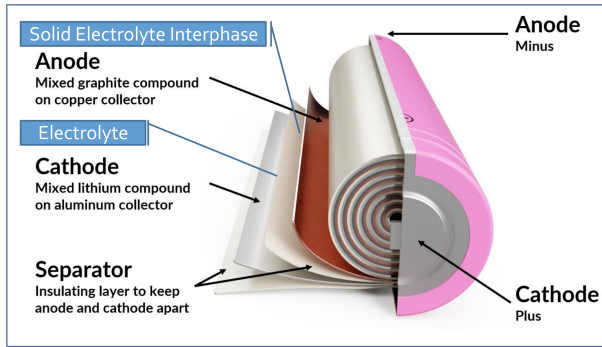 Solid Electrolyte Interphase
Anode
Mixed graphite compound
on copper collector
Electrolyte
Cathode
Mixed lithium compound
on aluminum collector
Separator
Insulating layer to keep
anode and cathode apart
Anode
Minus
Cathode
Plus